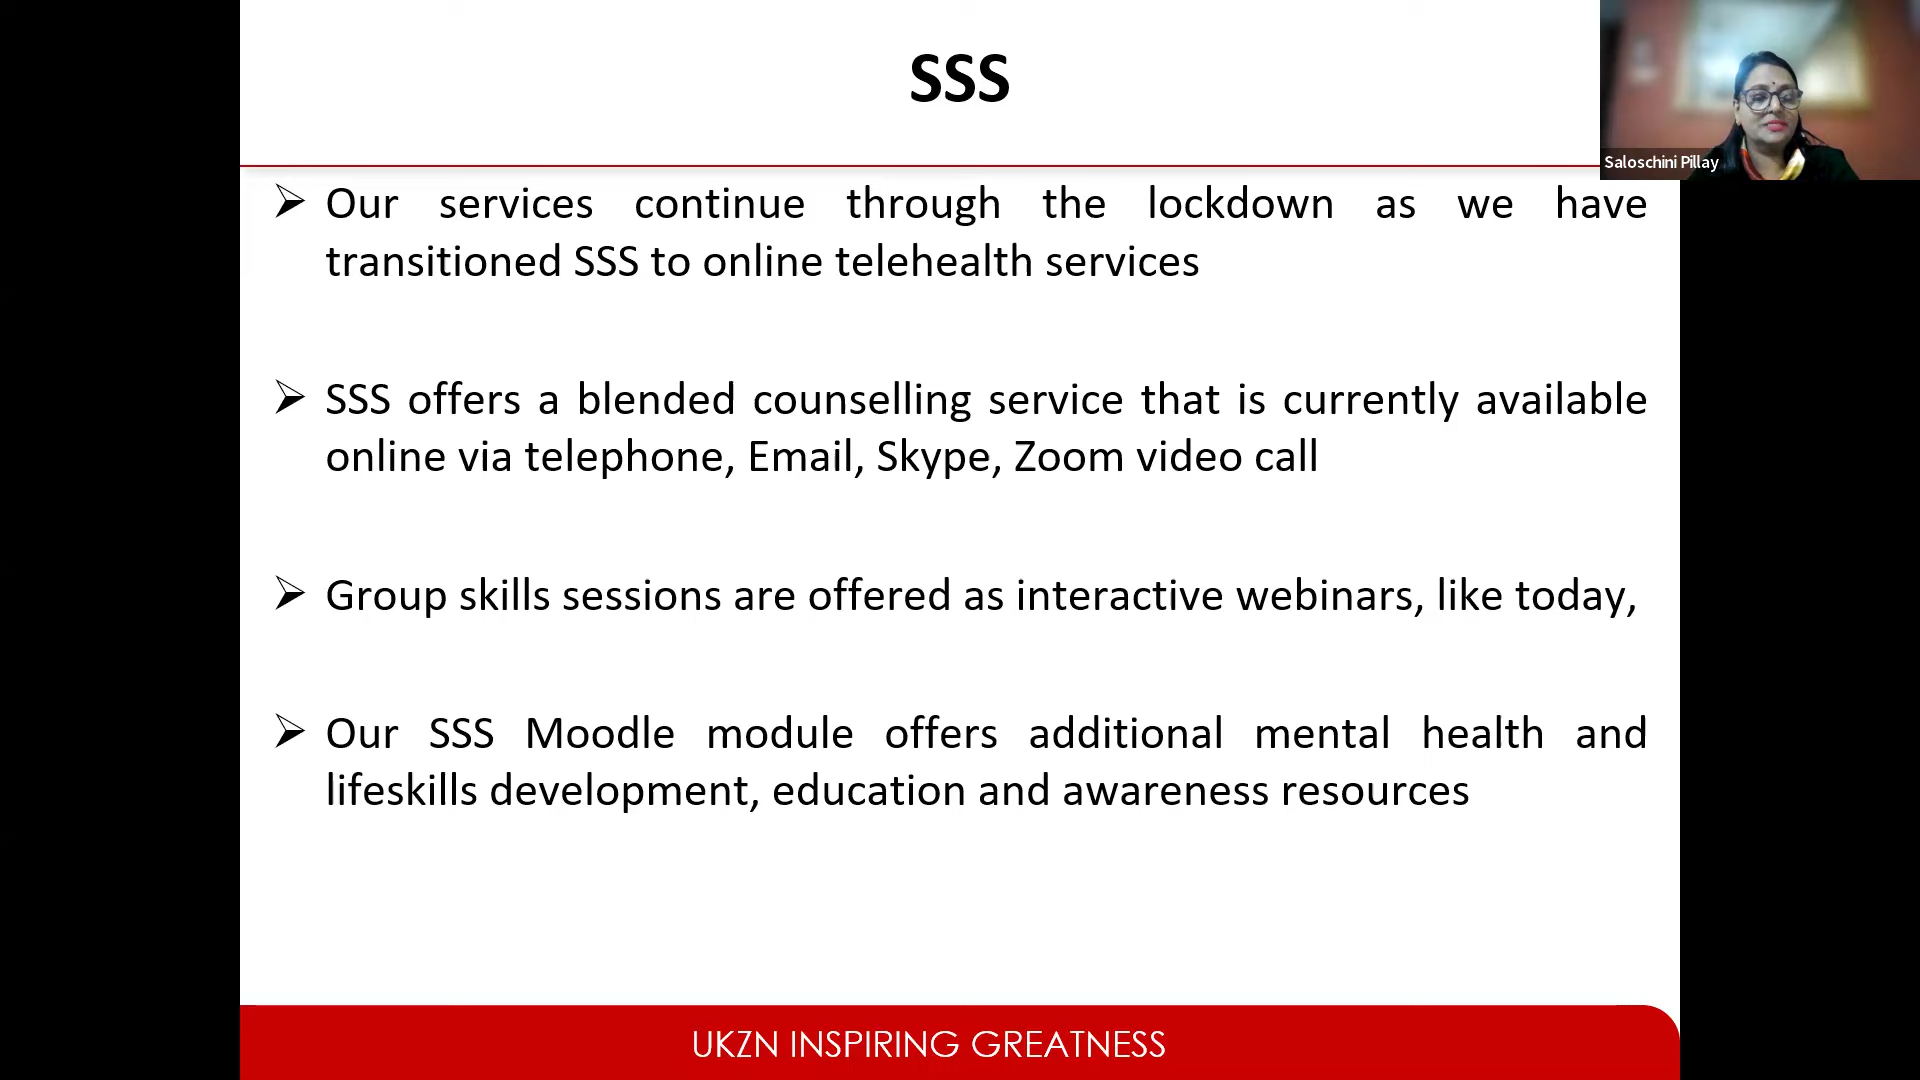 SSS
Saloschini Pillay
Our services continue through the lockdown as we have
transitioned SSS to online telehealth services
SSS offers a blended counselling service that is currently available
online via telephone, Email, Skype, Zoom video call
Group skills sessions are offered as interactive webinars, like today,
Our SSS Moodle module offers additional mental health and
lifeskills development, education and awareness resources
UKZN INSPIRING GREATNESS